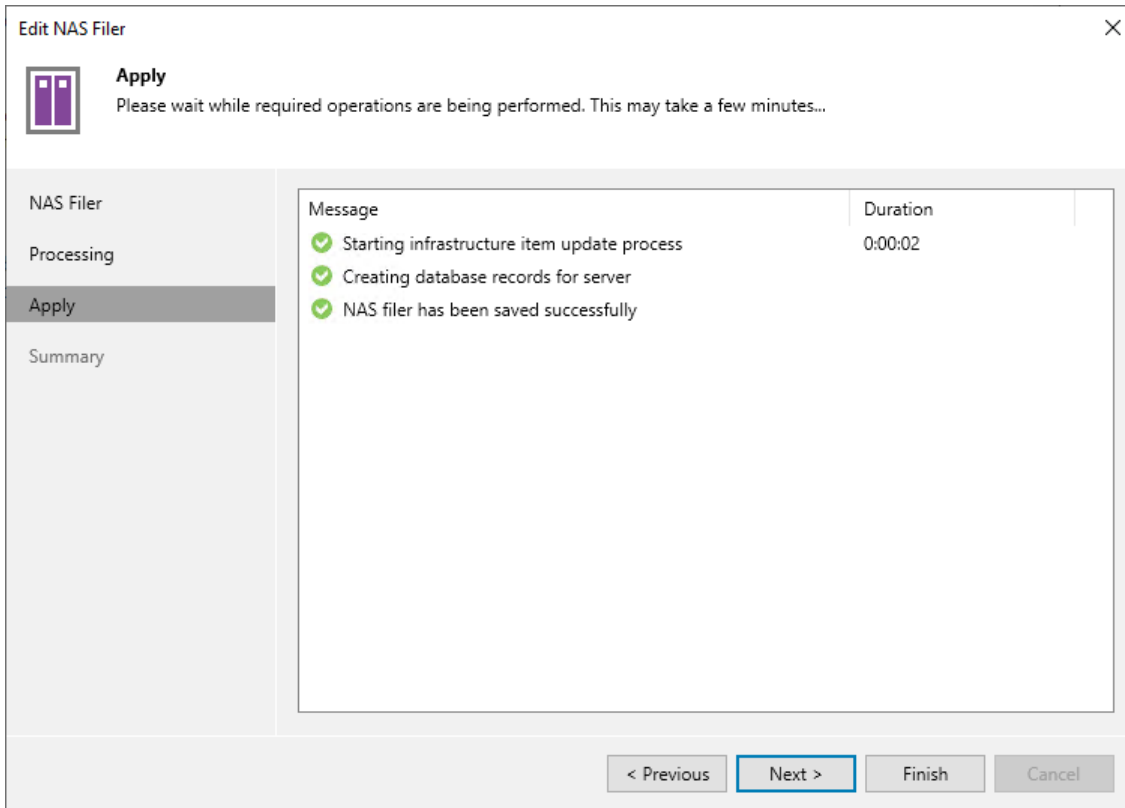 Edit NAS Filer
Apply
Please wait while required operations are being performed. This may take a few minutes...
NAS Filer
Processing
Apply
Summary
Message Duration
Starting infrastructure item update process 0:00:02
Creating database records for server
NAS filer has been saved successfully
< Previous Next > Finish Cancel